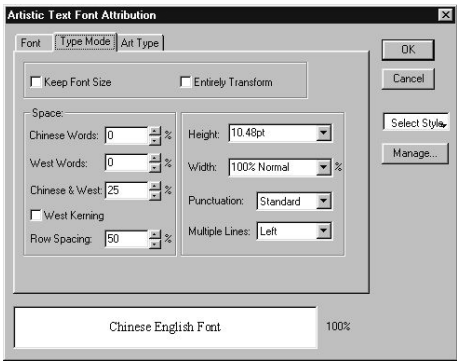 Artistic Text Font Attribution
Font Type Mode Art Type
OK
Keep Font Size Entirely Transform
Cancel
Space:
Chinese Words: 0 %
Height: 10.48pt
Select Style
West Words: 0 %
Width: 100% Normal %
Manage...
Chinese & West: 25 %
Punctuation: Standard
West Kerning
Multiple Lines: Left
Row Spacing: 50 %
Chinese English Font 100%